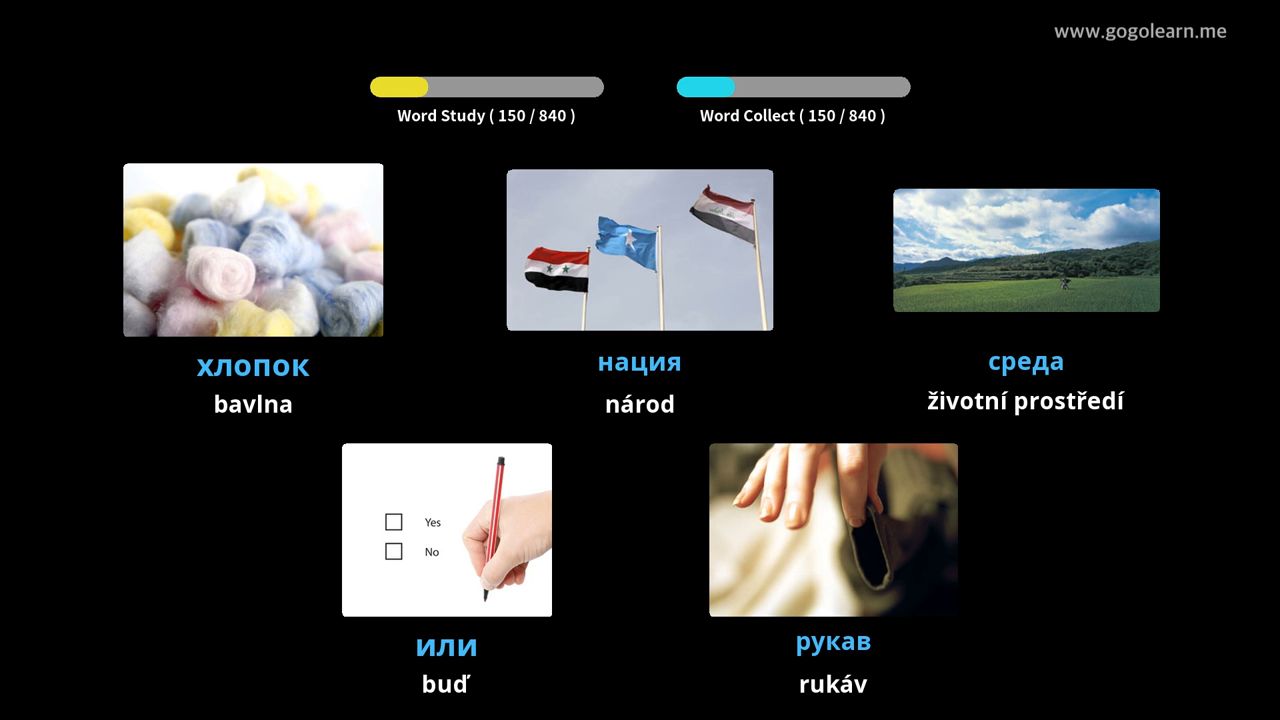 www.gogolearn.me
Word Study ( 150 / 840 )
Word Collect ( 150 / 840 )
хлопок
bavlna
нация
národ
среда
životní prostředí
Yes
No
или
buď
рукав
rukáv